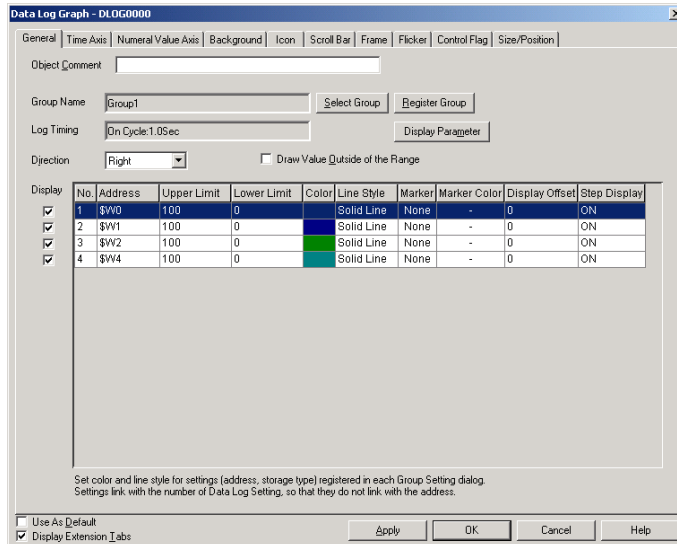 Data Log Graph - DLOG0000
General Time Axis Numeral Value Axis Background Icon Scroll Bar Frame Flicker Control Flag Size/Position
Object Comment
Group Name Group1 Select Group Register Group
Log Timing On Cycle:1.0Sec Display Parameter
Direction Right Draw Value Outside of the Range
Display No. Address Upper Limit Lower Limit Color Line Style Marker Marker Color Display Offset Step Display
1 $W0 100 0 Solid Line None - 0 ON
2 $W1 100 0 Solid Line None - 0 ON
3 $W2 100 0 Solid Line None - 0 ON
4 $W4 100 0 Solid Line None - 0 ON
Set color and line style for settings (address, storage type) registered in each Group Setting dialog.
Settings link with the number of Data Log Setting, so that they do not link with the address.
Use As Default
Display Extension Tabs
Apply OK Cancel Help